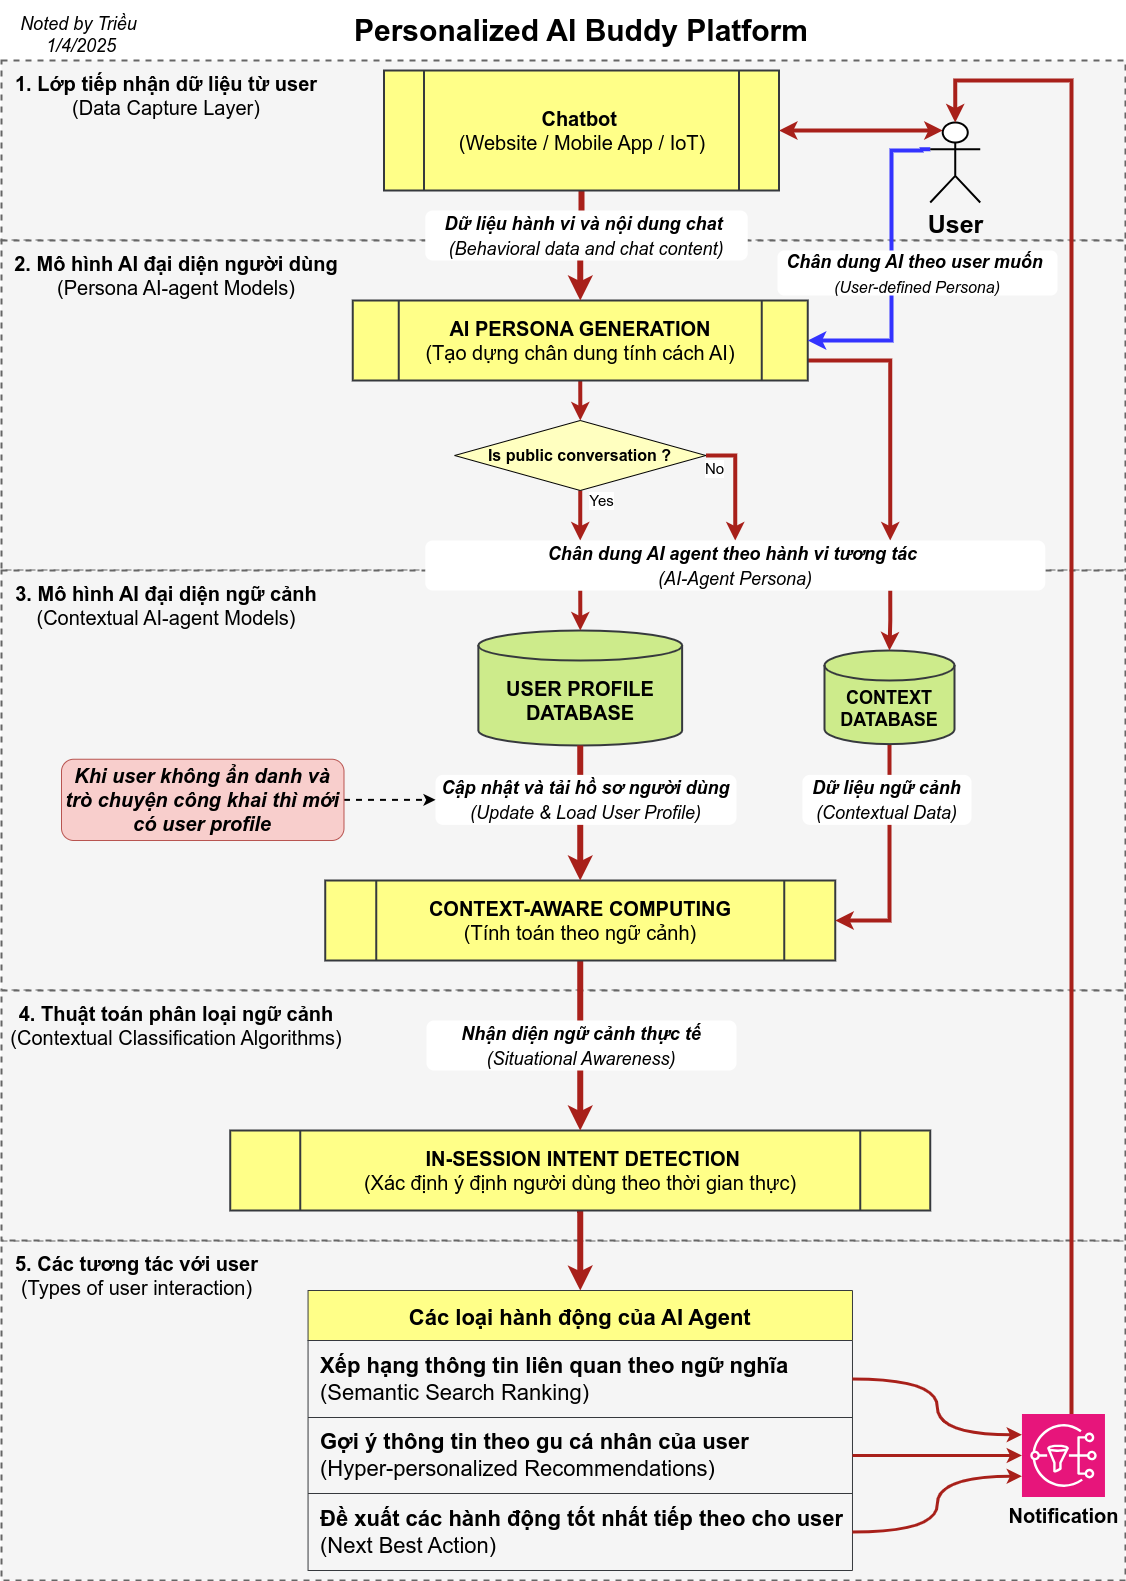 Noted by Triều
1/4/2025
Personalized AI Buddy Platform
1. Lớp tiếp nhận dữ liệu từ user
(Data Capture Layer)
Chatbot
(Website / Mobile App / IoT)
User
Dữ liệu hành vi và nội dung chat
(Behavioral data and chat content)
2. Mô hình AI đại diện người dùng
(Persona AI-agent Models)
Chân dung AI theo user muốn
(User-defined Persona)
AI PERSONA GENERATION
(Tạo dựng chân dung tính cách AI)
Is public conversation ?
No
Yes
Chân dung AI agent theo hành vi tương tác
(AI-Agent Persona)
3. Mô hình AI đại diện ngữ cảnh
(Contextual AI-agent Models)
USER PROFILE
DATABASE
CONTEXT
DATABASE
Khi user không ẩn danh và
trò chuyện công khai thì mới
có user profile
Cập nhật và tải hồ sơ người dùng
(Update & Load User Profile)
Dữ liệu ngữ cảnh
(Contextual Data)
CONTEXT-AWARE COMPUTING
(Tính toán theo ngữ cảnh)
4. Thuật toán phân loại ngữ cảnh
(Contextual Classification Algorithms)
Nhận diện ngữ cảnh thực tế
(Situational Awareness)
IN-SESSION INTENT DETECTION
(Xác định ý định người dùng theo thời gian thực)
5. Các tương tác với user
(Types of user interaction)
Các loại hành động của AI Agent
Xếp hạng thông tin liên quan theo ngữ nghĩa
(Semantic Search Ranking)
Gợi ý thông tin theo gu cá nhân của user
(Hyper-personalized Recommendations)
Đề xuất các hành động tốt nhất tiếp theo cho user
(Next Best Action)
Notification